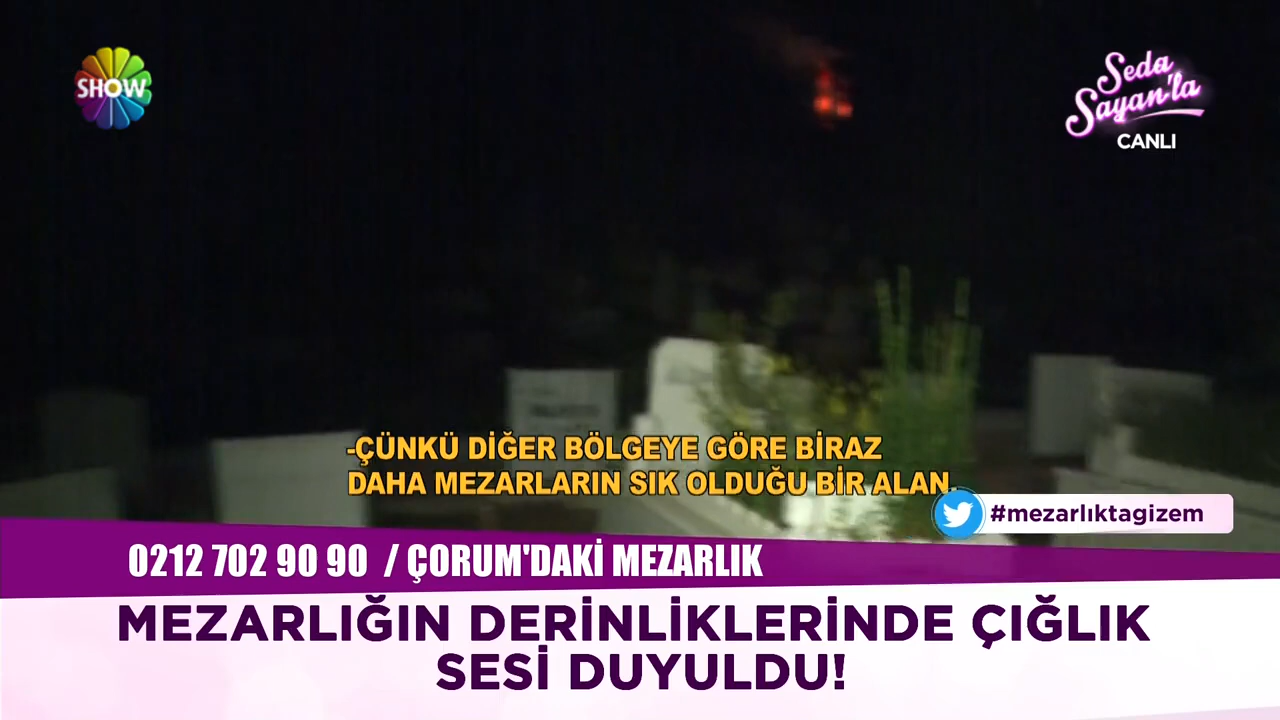 SHOW
Seda
Sayan'la
CANLI
-ÇÜNKÜ DİĞER BÖLGEYE GÖRE BİRAZ
DAHA MEZARLARIN SIK OLDUĞU BİR ALAN.
#mezarlıktagizem
0212 702 90 90 / ÇORUM'DAKİ MEZARLIK
MEZARLIĞIN DERİNLİKLERİNDE ÇIĞLIK
SESİ DUYULDU!